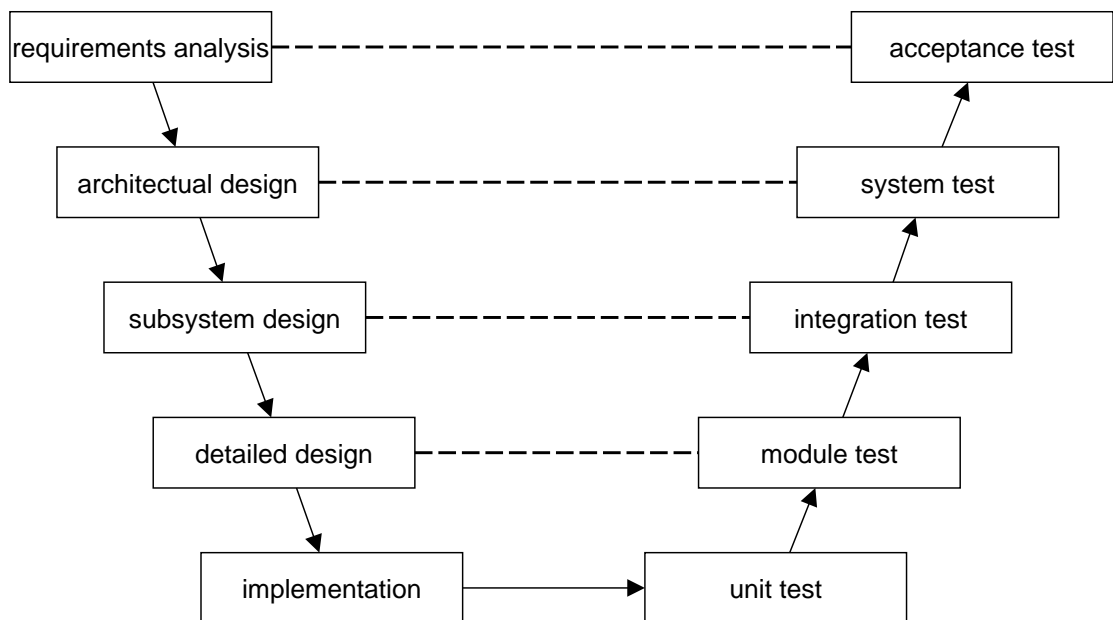 requirements analysis
acceptance test
architectual design
system test
subsystem design
integration test
detailed design
module test
implementation
unit test